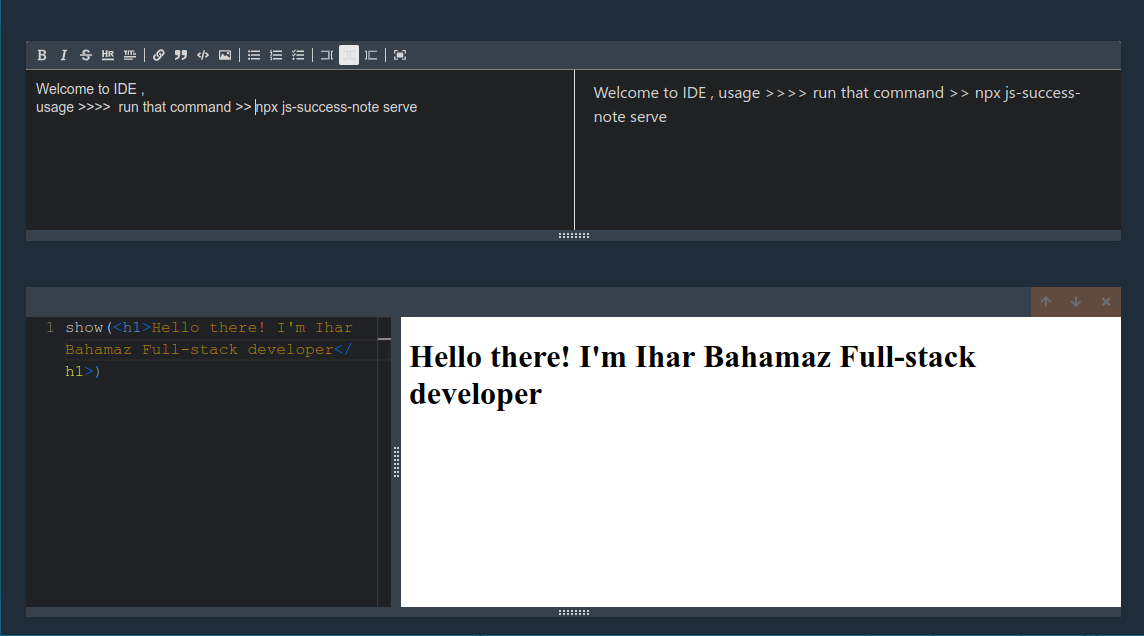 B I S HR TITLE
Welcome to IDE ,
usage >>>>  run that command >> npx js-success-note serve
Welcome to IDE , usage >>>> run that command >> npx js-success-
note serve
1 show(<h1>Hello there! I'm Ihar
Bahamaz Full-stack developer</
h1>)
Hello there! I'm Ihar Bahamaz Full-stack
developer